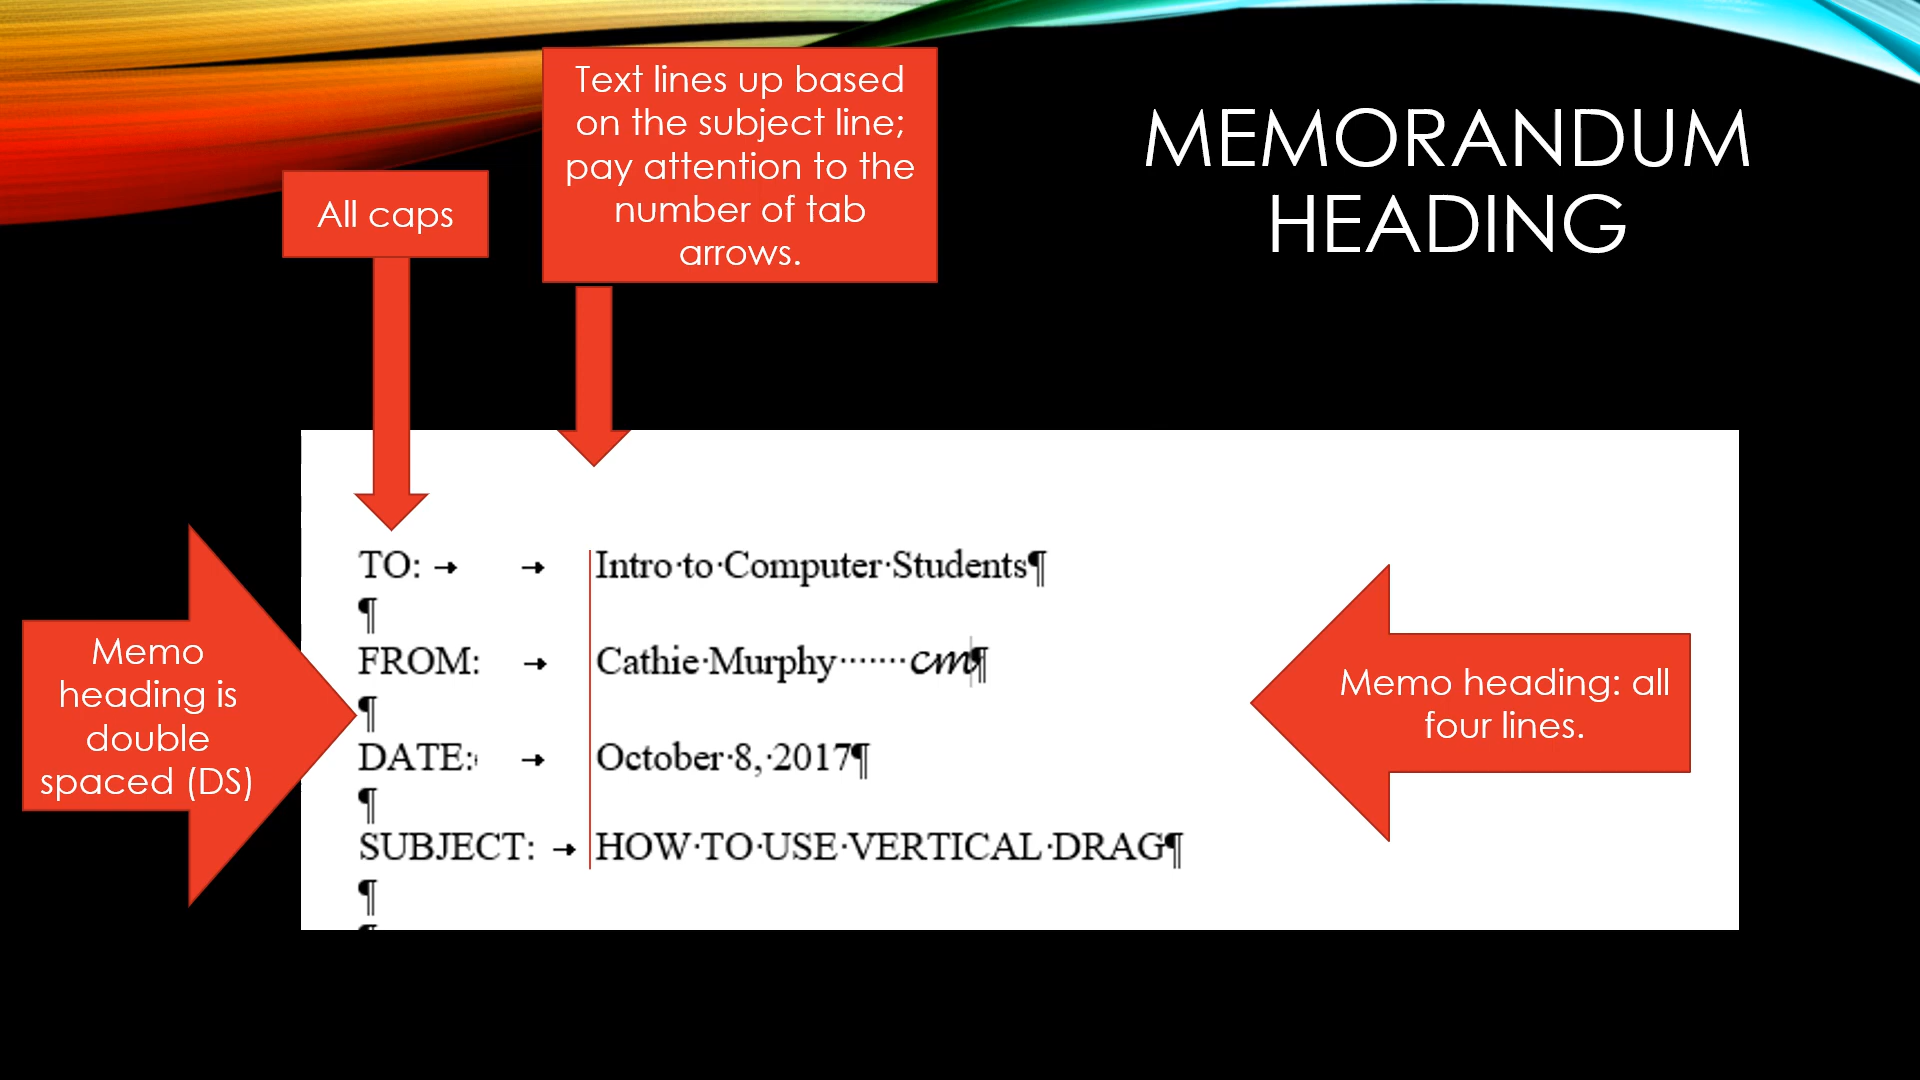 MEMORANDUM
HEADING
Text lines up based
on the subject line;
pay attention to the
number of tab
arrows.
All caps
TO: → → Intro·to·Computer·Students¶
¶
FROM: → Cathie·Murphy·······cm¶
¶
DATE: → October·8,·2017¶
¶
SUBJECT: → HOW·TO·USE·VERTICAL·DRAG¶
¶
Memo
heading is
double
spaced (DS)
Memo heading: all
four lines.